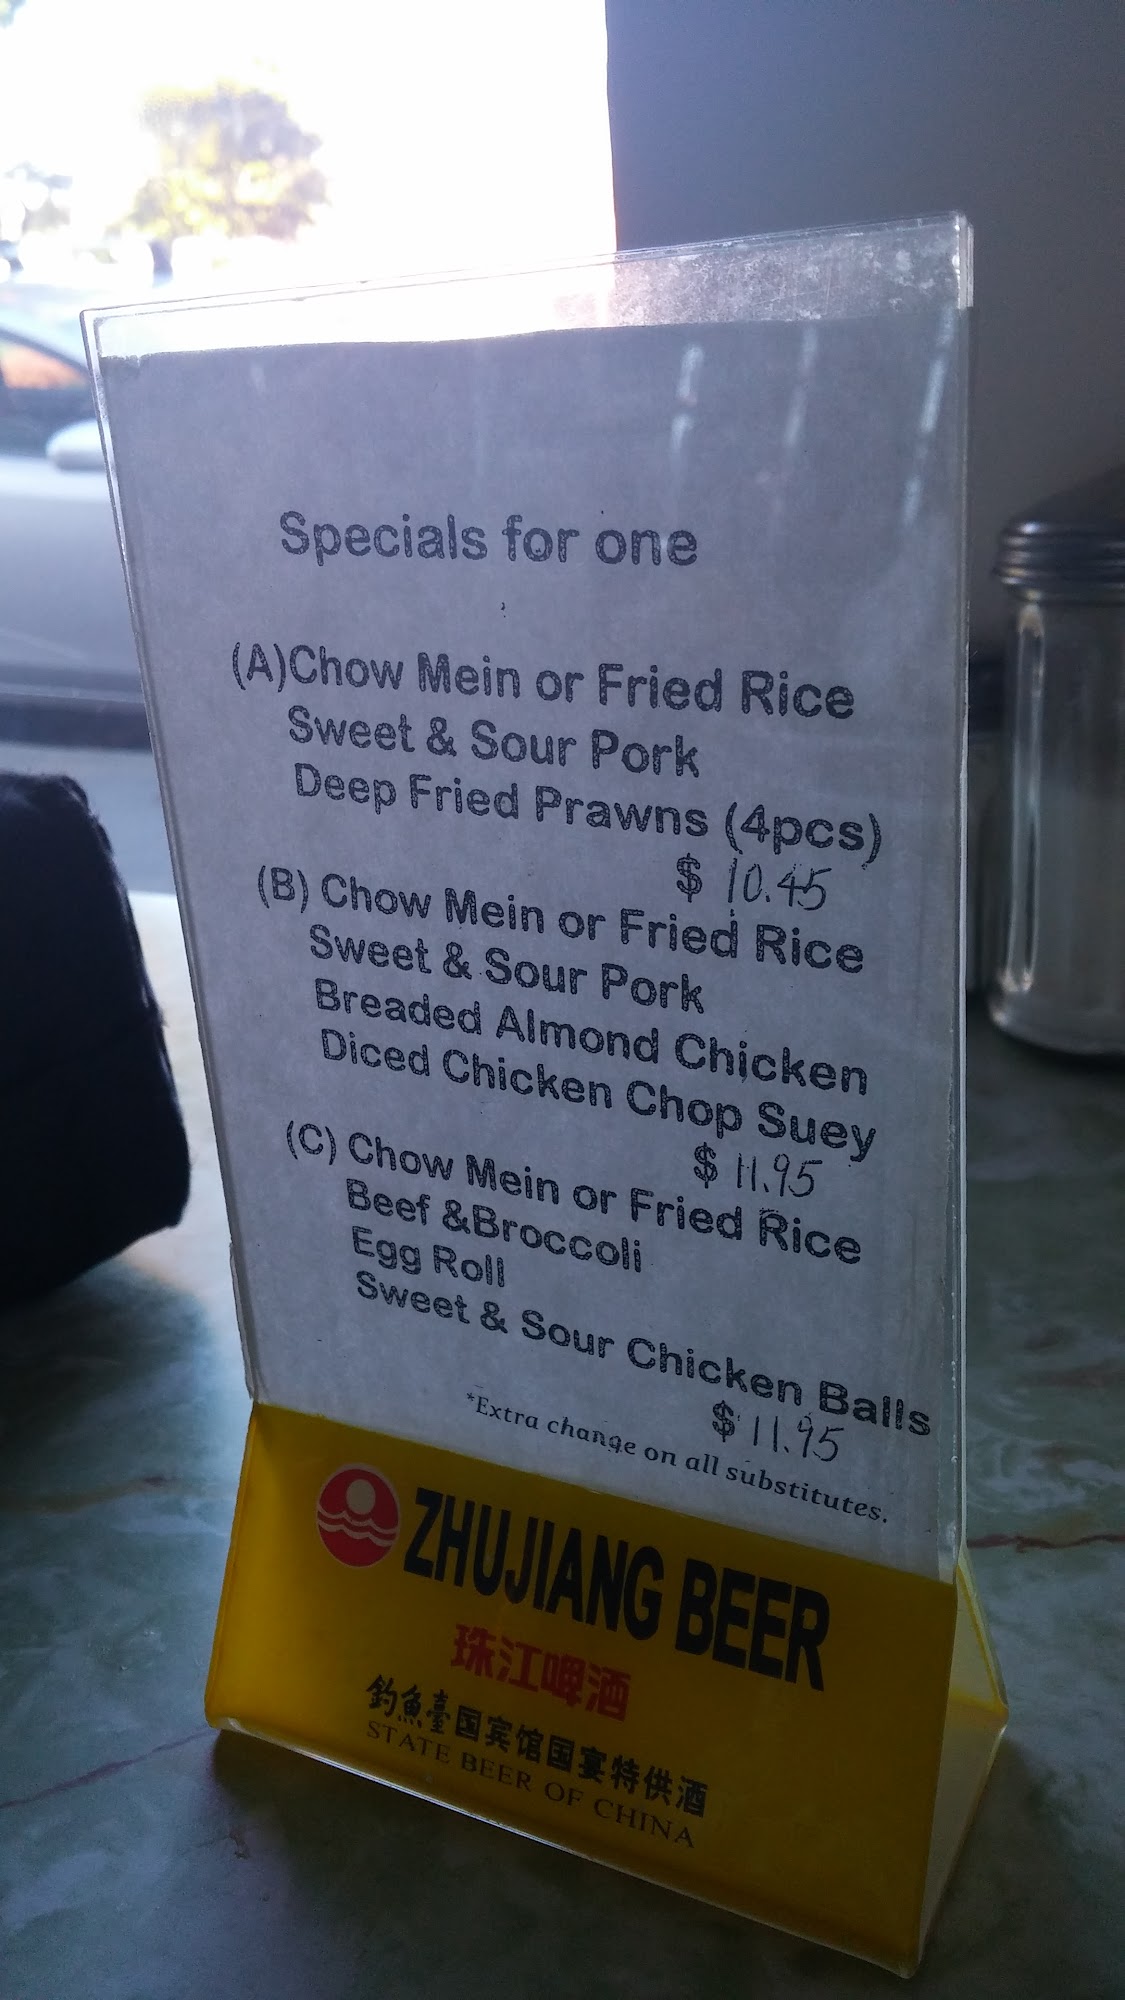 Specials for one
(A)Chow Mein or Fried Rice
Sweet & Sour Pork
Deep Fried Prawns (4pcs)
$ 10.45
(B) Chow Mein or Fried Rice
Sweet & Sour Pork
Breaded Almond Chicken
Diced Chicken Chop Suey
$ 11.95
(C) Chow Mein or Fried Rice
Beef &Broccoli
Egg Roll
Sweet & Sour Chicken Balls
$ 11.95
*Extra change on all substitutes.
ZHUJIANG BEER
珠江啤酒
釣魚臺国宾馆国宴特供酒
STATE BEER OF CHINA